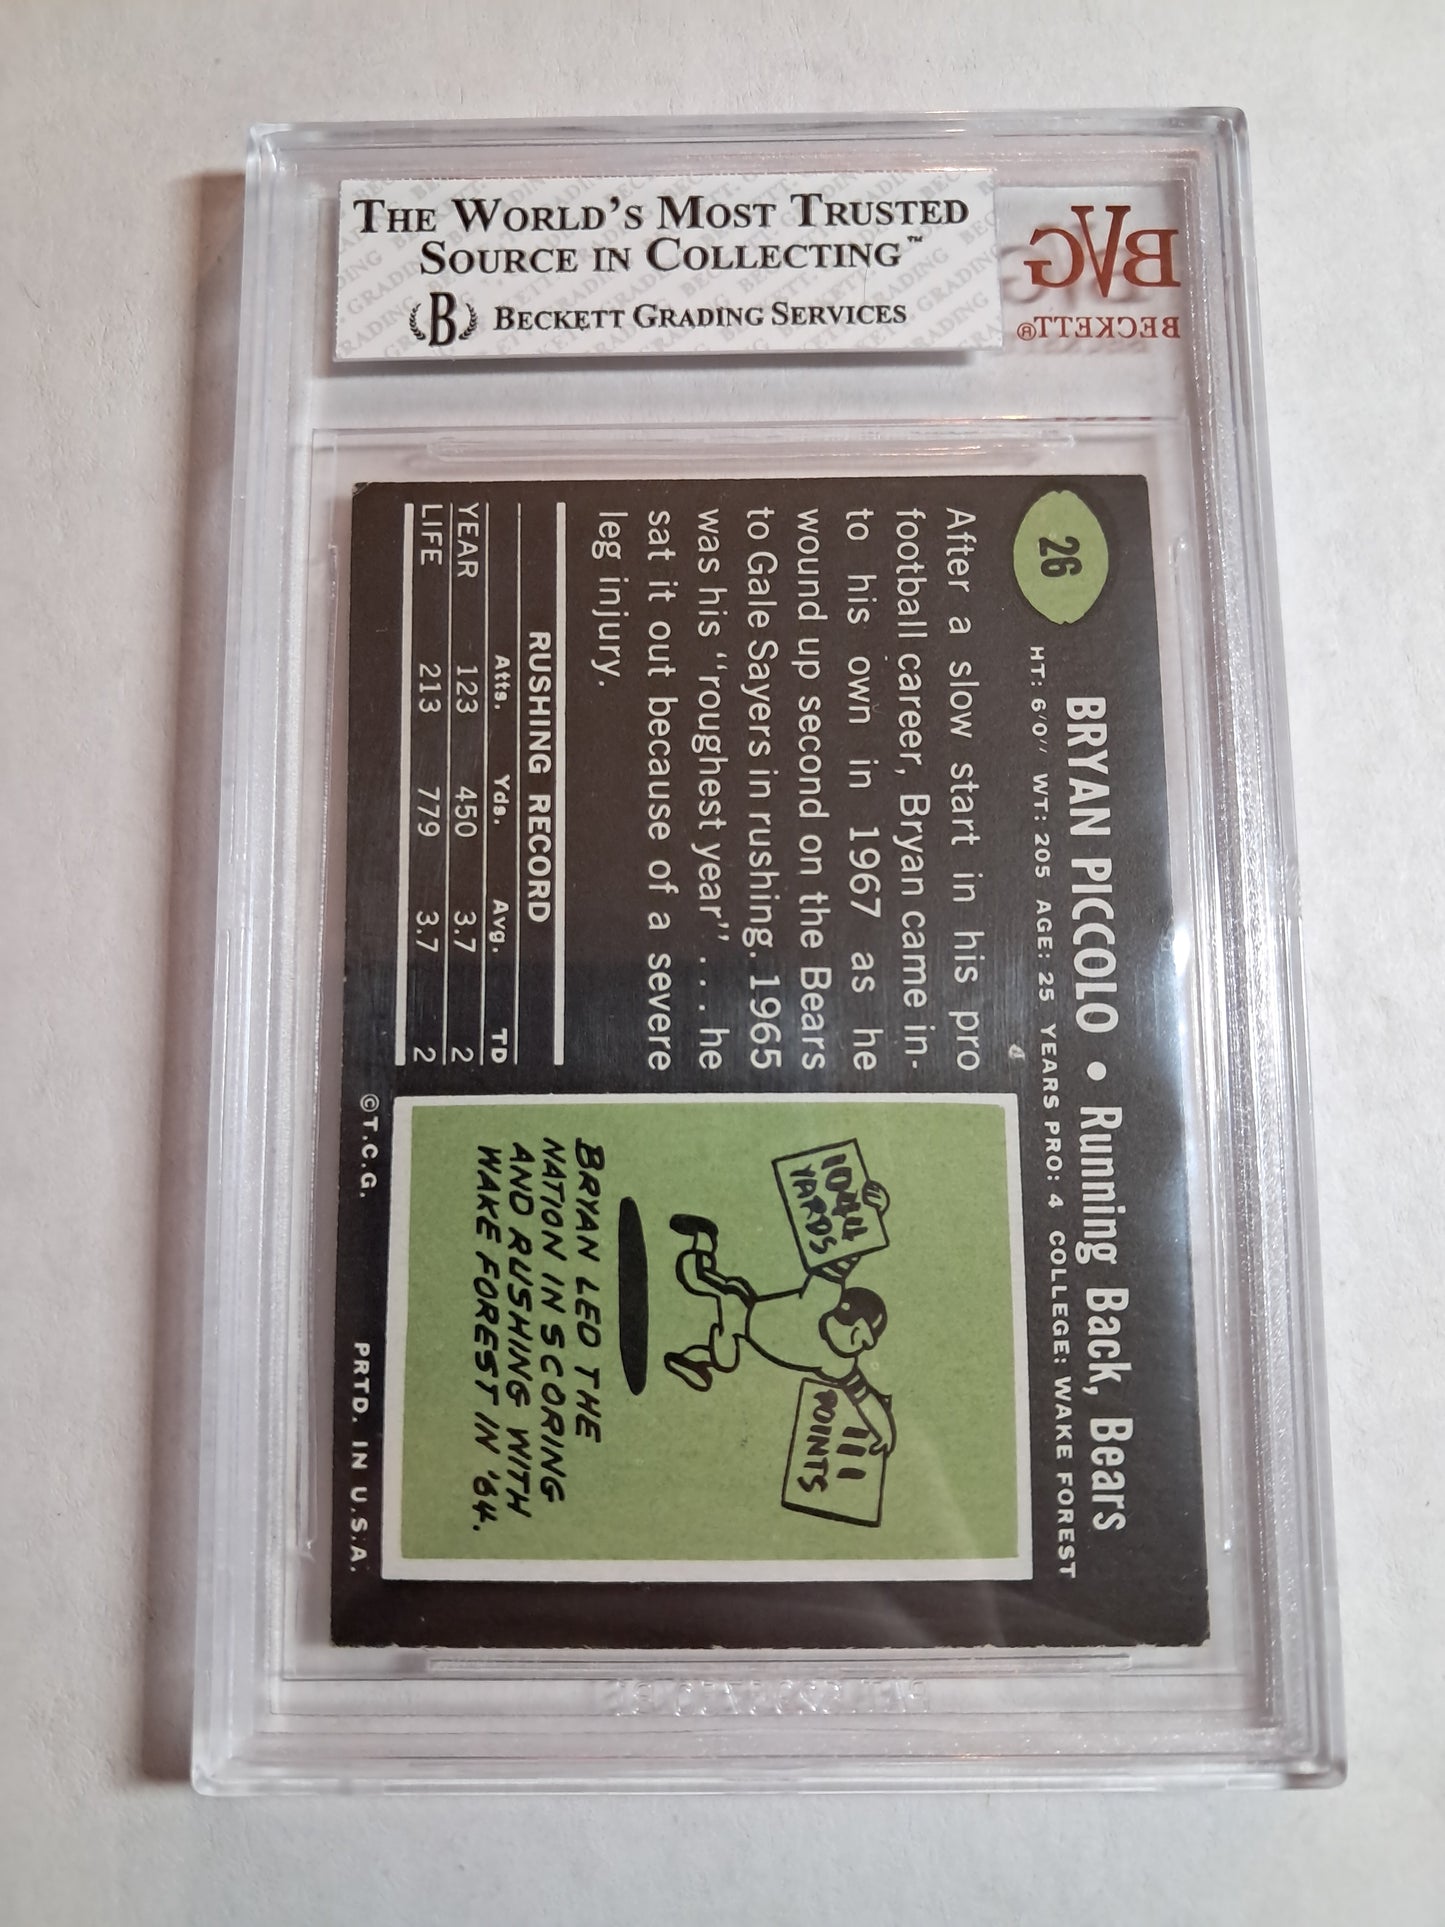 THE WORLD'S MOST TRUSTED
SOURCE IN COLLECTING™
B BECKETT GRADING SERVICES
BVG
BECKETT®
26
BRYAN PICCOLO • Running Back, Bears
HT: 6'0" WT: 205 AGE: 25 YEARS PRO: 4 COLLEGE: WAKE FOREST
After a slow start in his pro
football career, Bryan came in-
to his own in 1967 as he
wound up second on the Bears
to Gale Sayers in rushing. 1965
was his "roughest year" . . . he
sat it out because of a severe
leg injury.
RUSHING RECORD
Atts. Yds. Avg. TD
YEAR 123 450 3.7 2
LIFE 213 779 3.7 2
1044
YARDS
111
POINTS
BRYAN LED THE
NATION IN SCORING
AND RUSHING WITH
WAKE FOREST IN '64.
©T.C.G. PRTD. IN U.S.A.